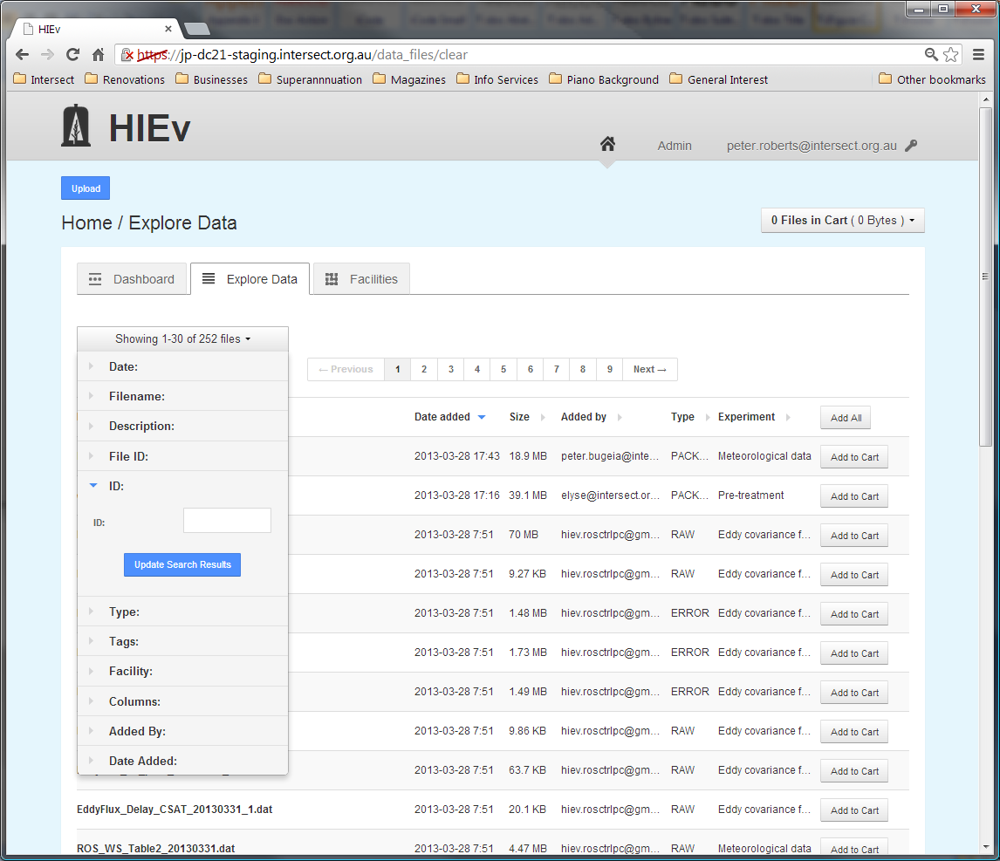 HIEv
https://jp-dc21-staging.intersect.org.au/data_files/clear
Intersect Renovations Businesses Superannnuation Magazines Info Services Piano Background General Interest Other bookmarks
HIEv
Admin peter.roberts@intersect.org.au
Upload
Home / Explore Data
0 Files in Cart ( 0 Bytes )
Dashboard Explore Data Facilities
Showing 1-30 of 252 files
Date:
Filename:
Description:
File ID:
ID:
ID:
Update Search Results
Type:
Tags:
Facility:
Columns:
Added By:
Date Added:
← Previous 1 2 3 4 5 6 7 8 9 Next →
Date added Size Added by Type Experiment Add All
2013-03-28 17:43 18.9 MB peter.bugeia@inte... PACK... Meteorological data Add to Cart
2013-03-28 17:16 39.1 MB elyse@intersect.or... PACK... Pre-treatment Add to Cart
2013-03-28 7:51 70 MB hiev.rosctrlpc@gm... RAW Eddy covariance f... Add to Cart
2013-03-28 7:51 9.27 KB hiev.rosctrlpc@gm... RAW Eddy covariance f... Add to Cart
2013-03-28 7:51 1.48 MB hiev.rosctrlpc@gm... ERROR Eddy covariance f... Add to Cart
2013-03-28 7:51 1.73 MB hiev.rosctrlpc@gm... ERROR Eddy covariance f... Add to Cart
2013-03-28 7:51 1.49 MB hiev.rosctrlpc@gm... ERROR Eddy covariance f... Add to Cart
2013-03-28 7:51 9.86 KB hiev.rosctrlpc@gm... RAW Eddy covariance f... Add to Cart
2013-03-28 7:51 63.7 KB hiev.rosctrlpc@gm... RAW Eddy covariance f... Add to Cart
EddyFlux_Delay_CSAT_20130331_1.dat 2013-03-28 7:51 20.1 KB hiev.rosctrlpc@gm... RAW Eddy covariance f... Add to Cart
ROS_WS_Table2_20130331.dat 2013-03-28 7:51 4.47 MB hiev.rosctrlpc@gm... RAW Meteorological data Add to Cart